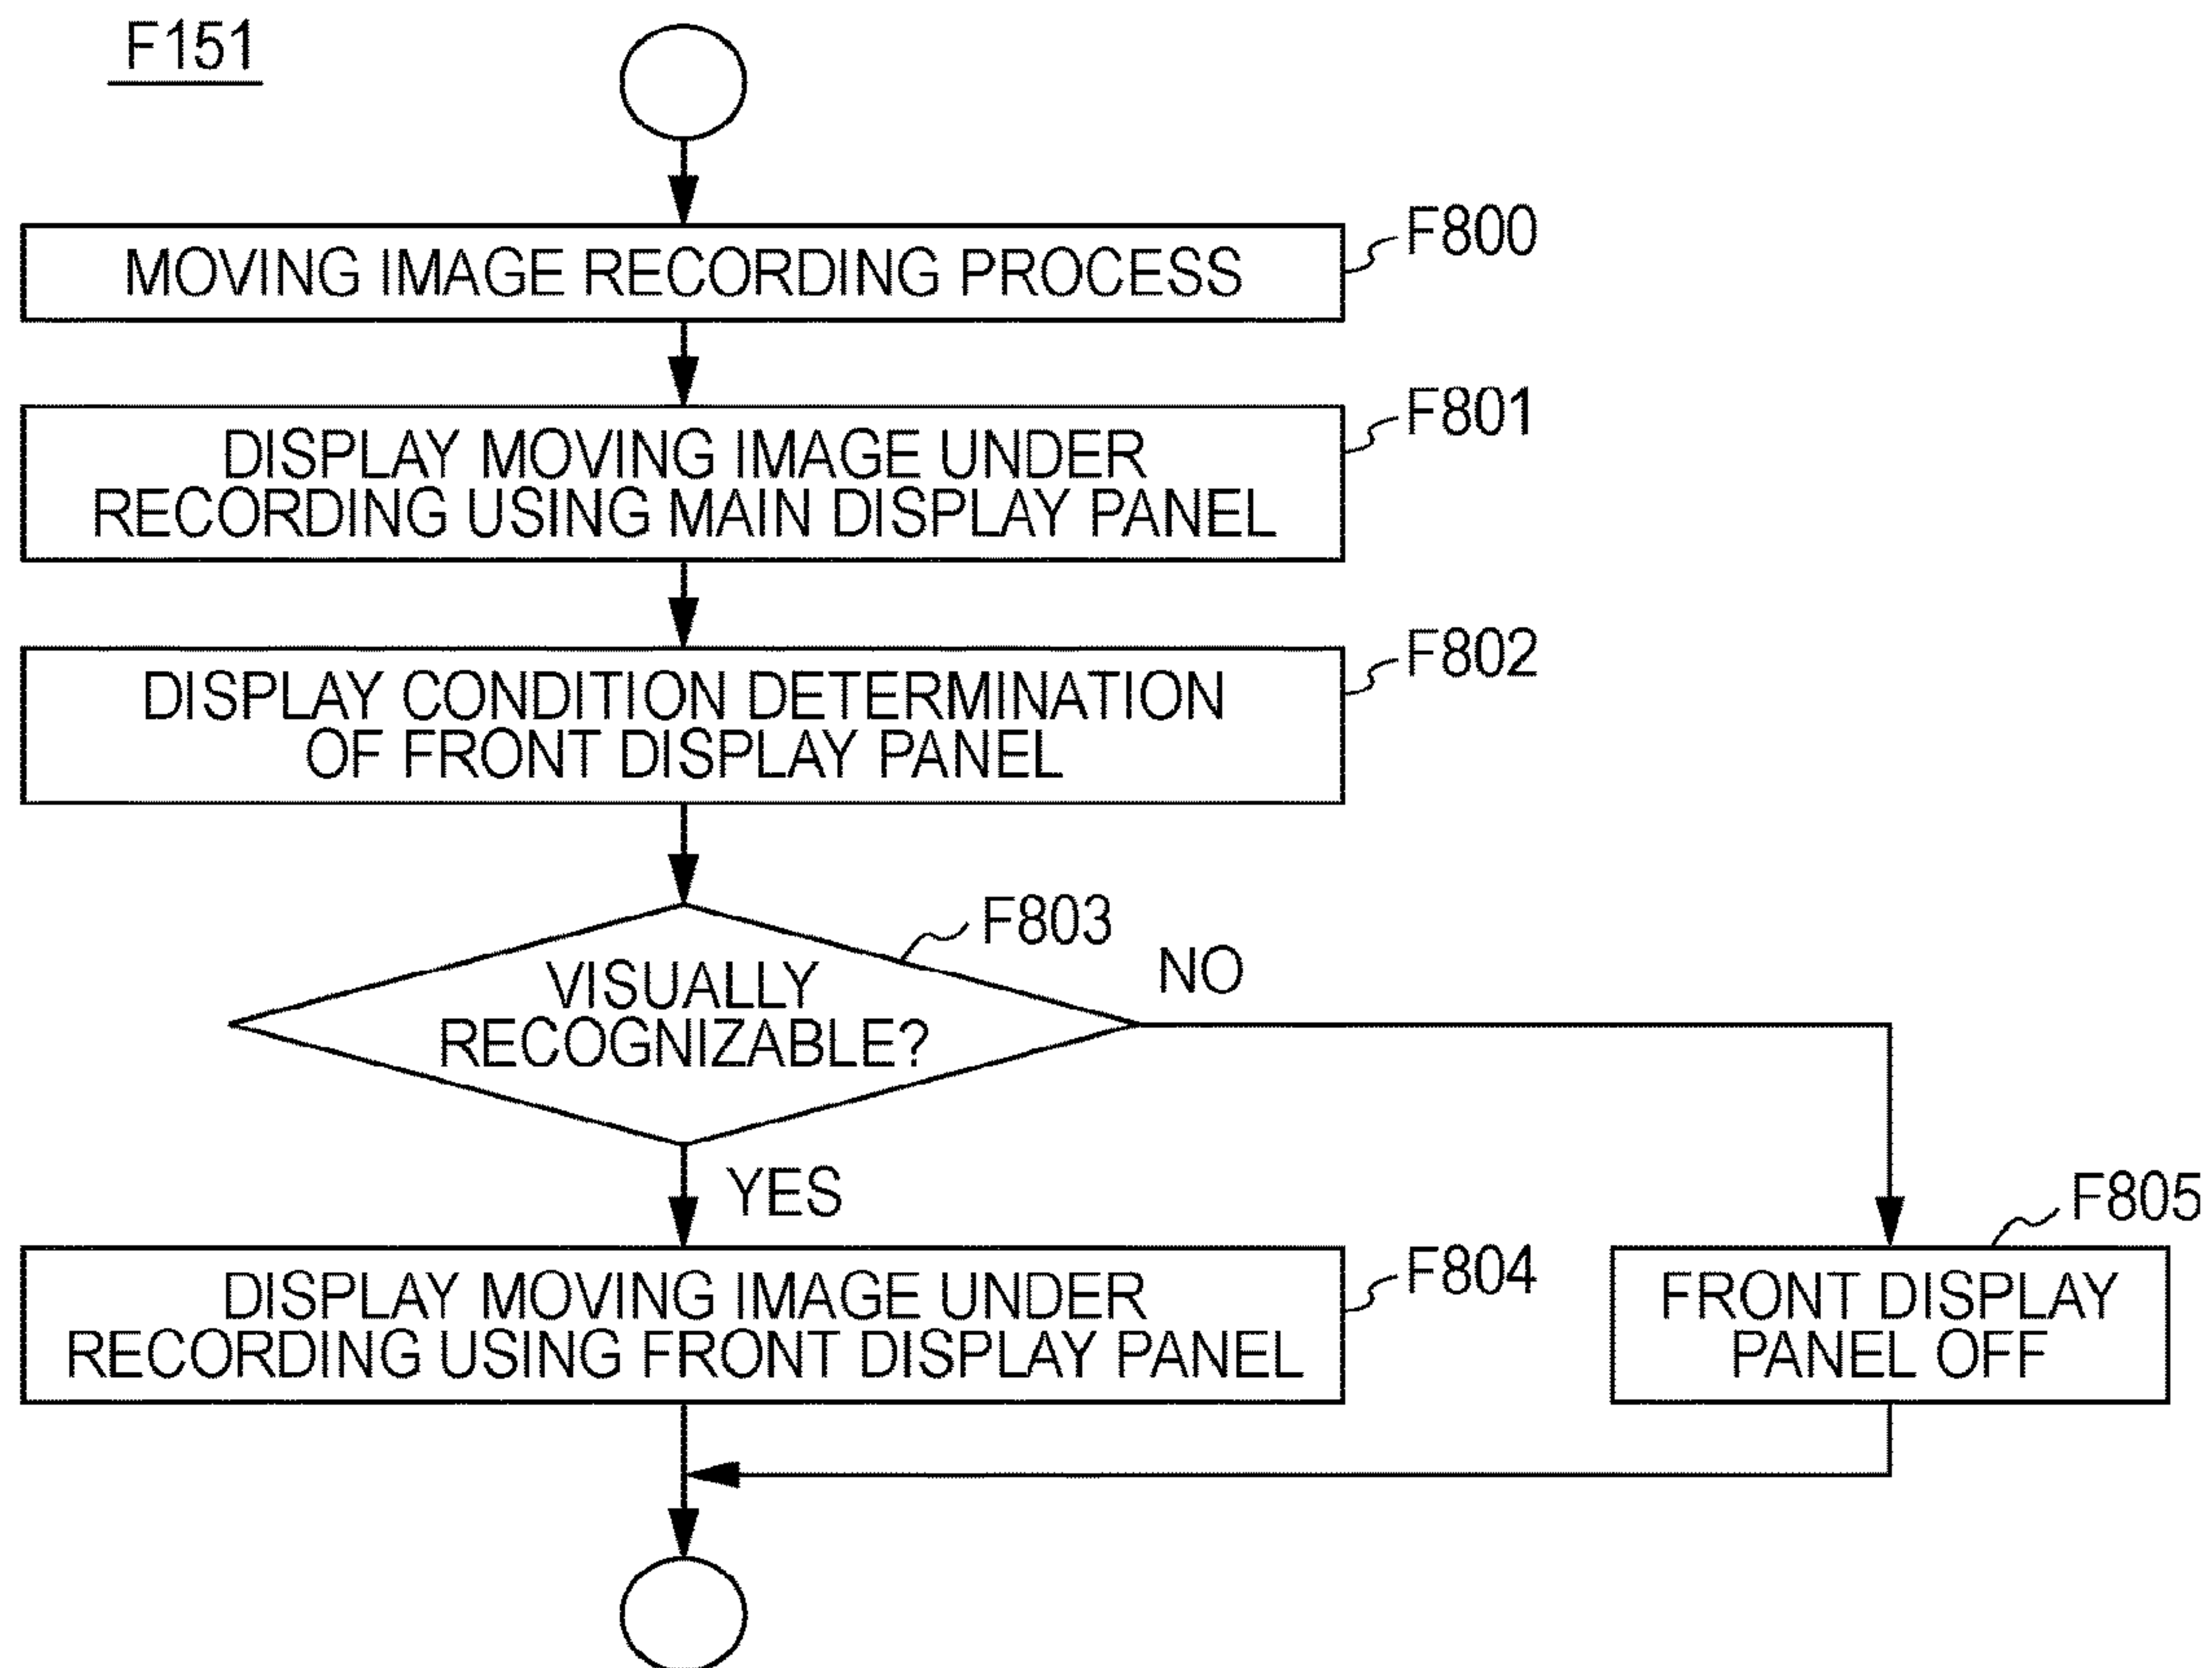 F151
F800
MOVING IMAGE RECORDING PROCESS
F801
DISPLAY MOVING IMAGE UNDER
RECORDING USING MAIN DISPLAY PANEL
F802
DISPLAY CONDITION DETERMINATION
OF FRONT DISPLAY PANEL
F803
NO
VISUALLY
RECOGNIZABLE?
YES
F804
DISPLAY MOVING IMAGE UNDER
RECORDING USING FRONT DISPLAY PANEL
F805
FRONT DISPLAY
PANEL OFF